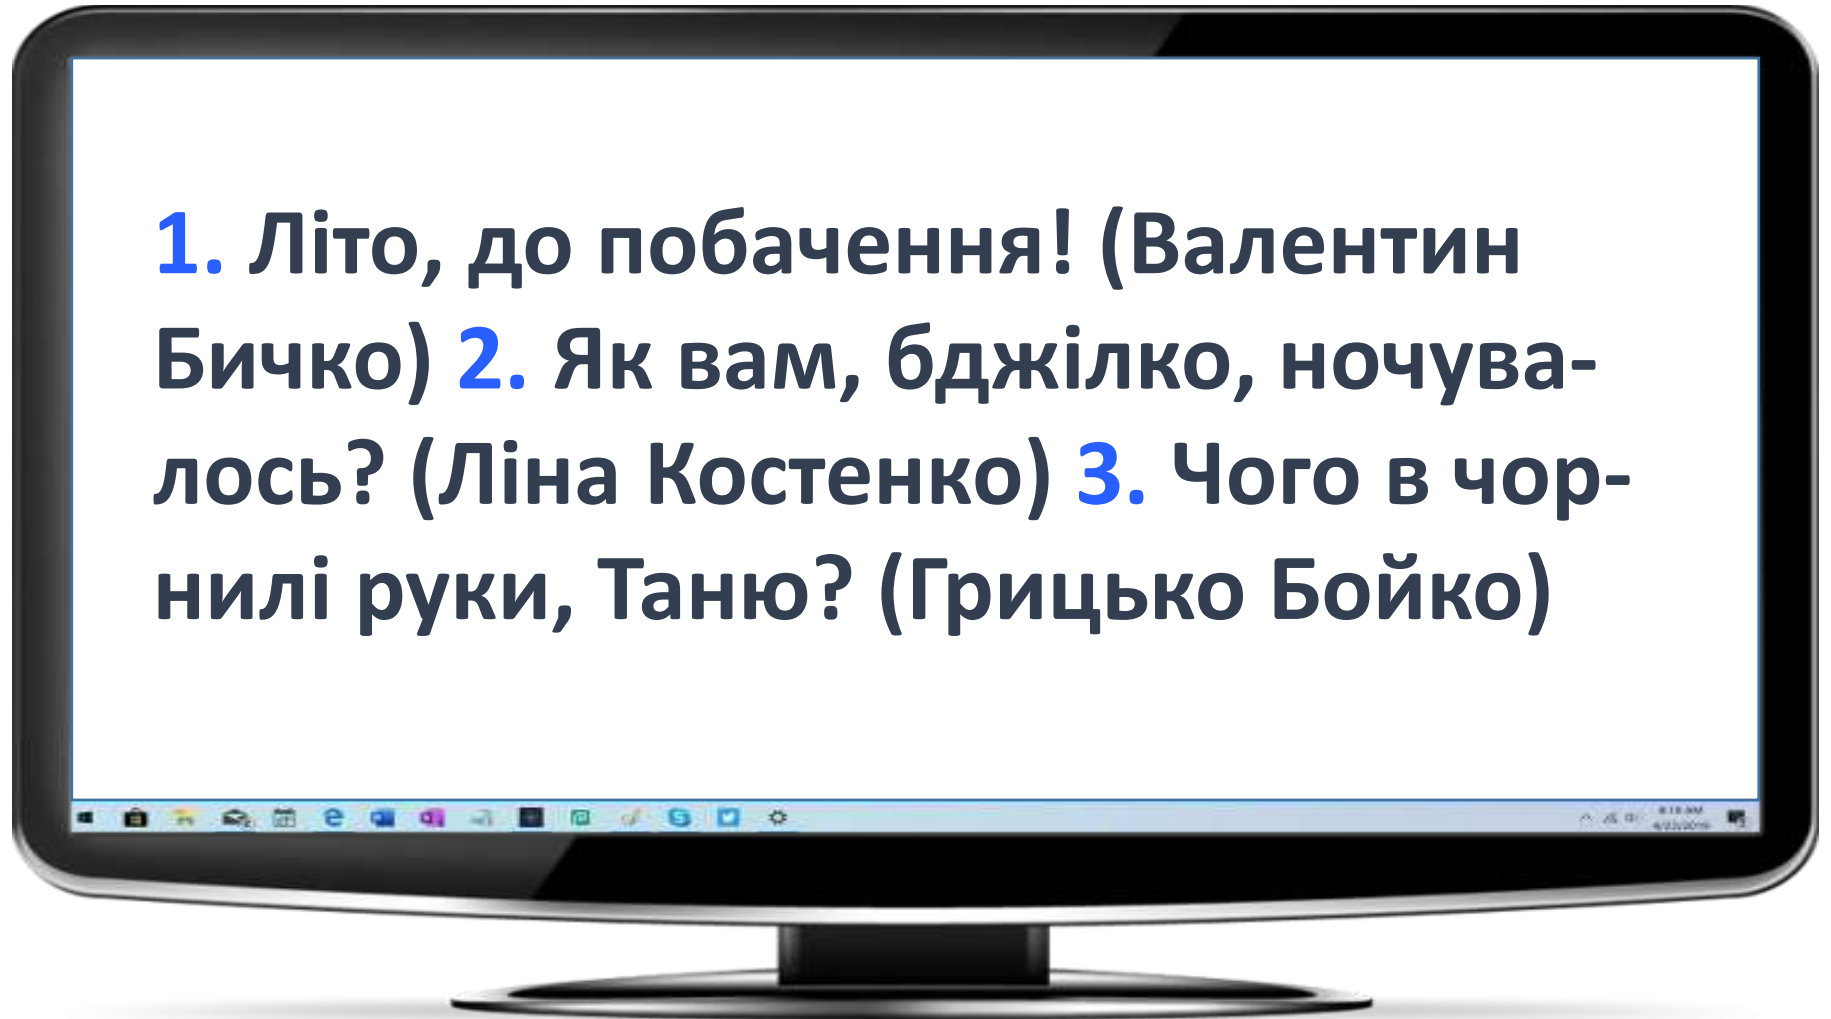 1. Літо, до побачення! (Валентин
Бичко) 2. Як вам, бджілко, ночува-
лось? (Ліна Костенко) 3. Чого в чор-
нилі руки, Таню? (Грицько Бойко)